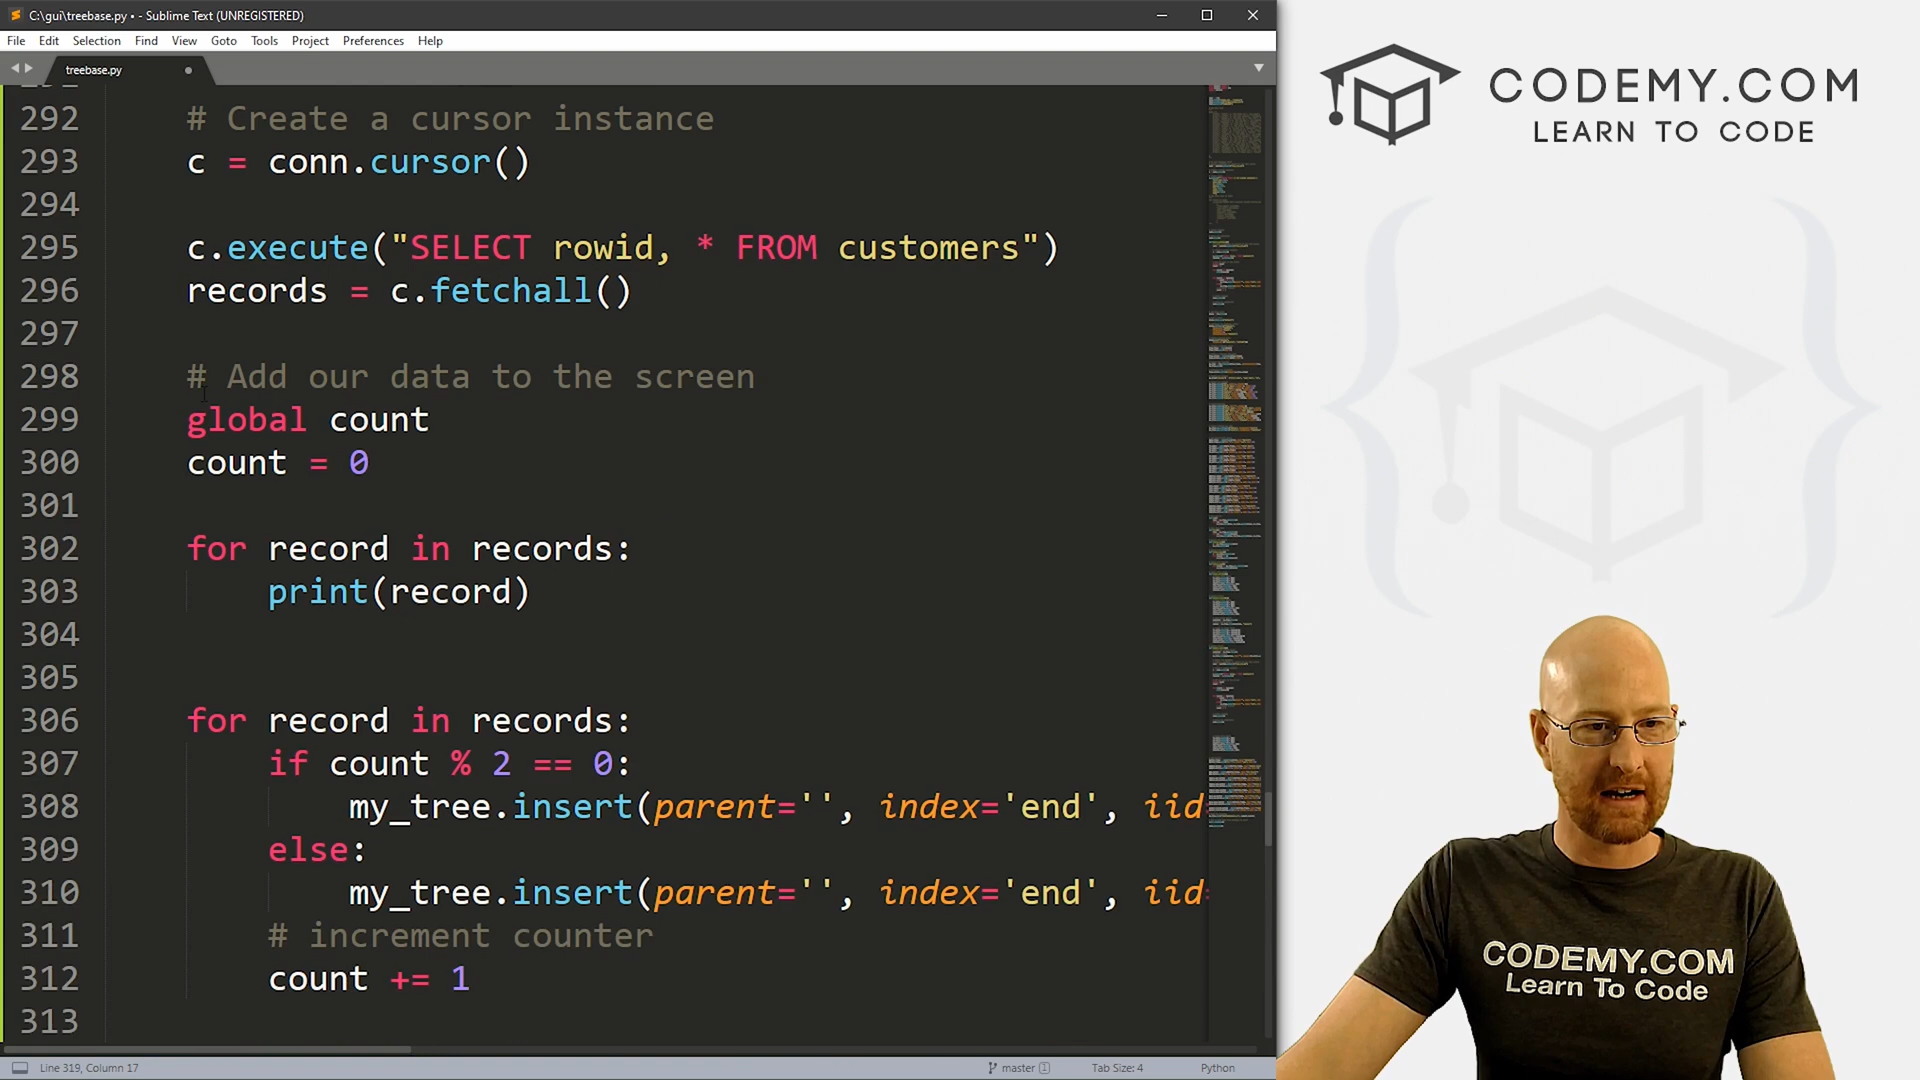 C:\gui\treebase.py • - Sublime Text (UNREGISTERED)
File Edit Selection Find View Goto Tools Project Preferences Help
treebase.py
292 # Create a cursor instance
293 c = conn.cursor()
294
295 c.execute("SELECT rowid, * FROM customers")
296 records = c.fetchall()
297
298 # Add our data to the screen
299 global count
300 count = 0
301
302 for record in records:
303 print(record)
304
305
306 for record in records:
307 if count % 2 == 0:
308 my_tree.insert(parent='', index='end', iid
309 else:
310 my_tree.insert(parent='', index='end', iid=
311 # increment counter
312 count += 1
313
Line 319, Column 17
master 1
Tab Size: 4
Python
CODEMY.COM
LEARN TO CODE
CODEMY.COM
Learn To Code